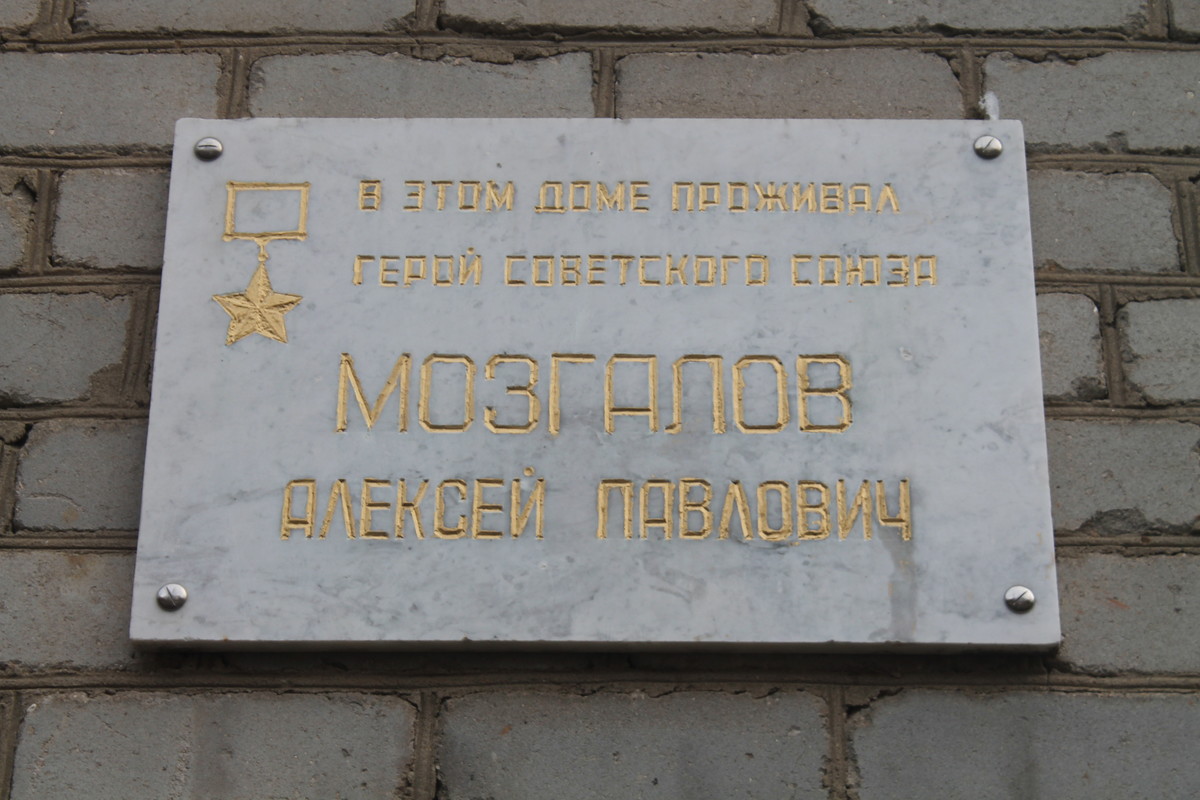 В ЭТОМ ДОМЕ ПРОЖИВАЛ
ГЕРОЙ СОВЕТСКОГО СОЮЗА
МОЗГАЛОВ
АЛЕКСЕЙ ПАВЛОВИЧ